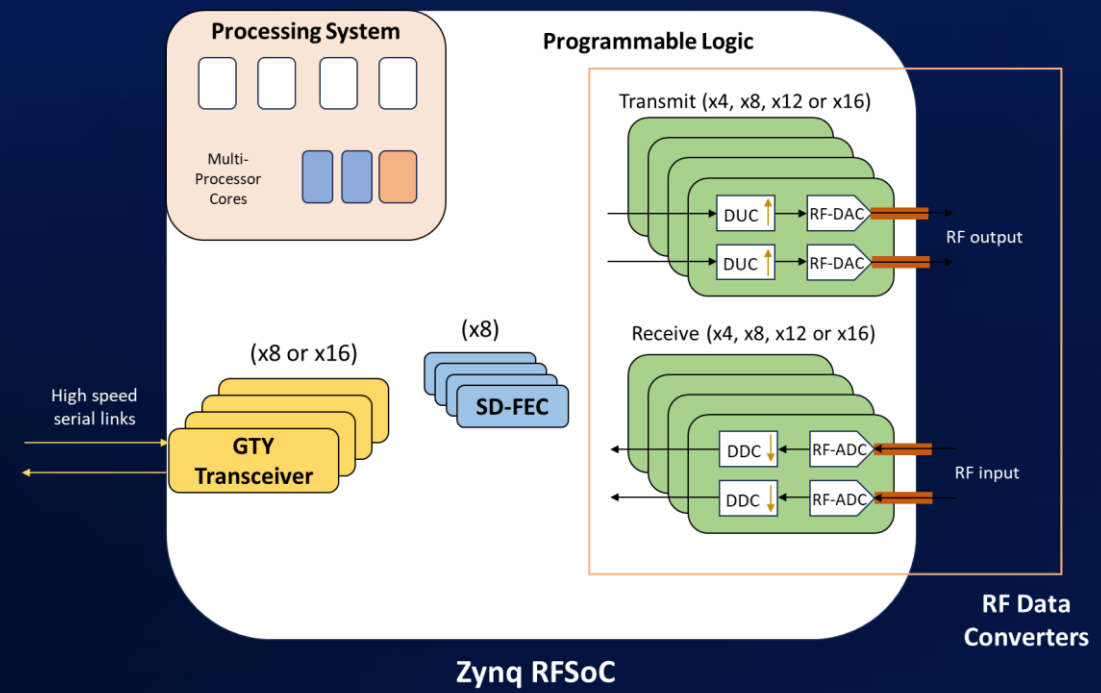 Processing System
Programmable Logic
Multi-
Processor
Cores
Transmit (x4, x8, x12 or x16)
DUC
RF-DAC
DUC
RF-DAC
RF output
Receive (x4, x8, x12 or x16)
DDC
RF-ADC
DDC
RF-ADC
RF input
(x8)
SD-FEC
(x8 or x16)
GTY
Transceiver
High speed
serial links
RF Data
Converters
Zynq RFSoC